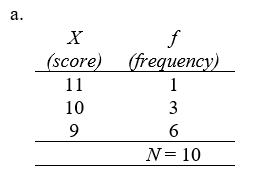 a.
X f
(score) (frequency)
11 1
10 3
9 6
N = 10